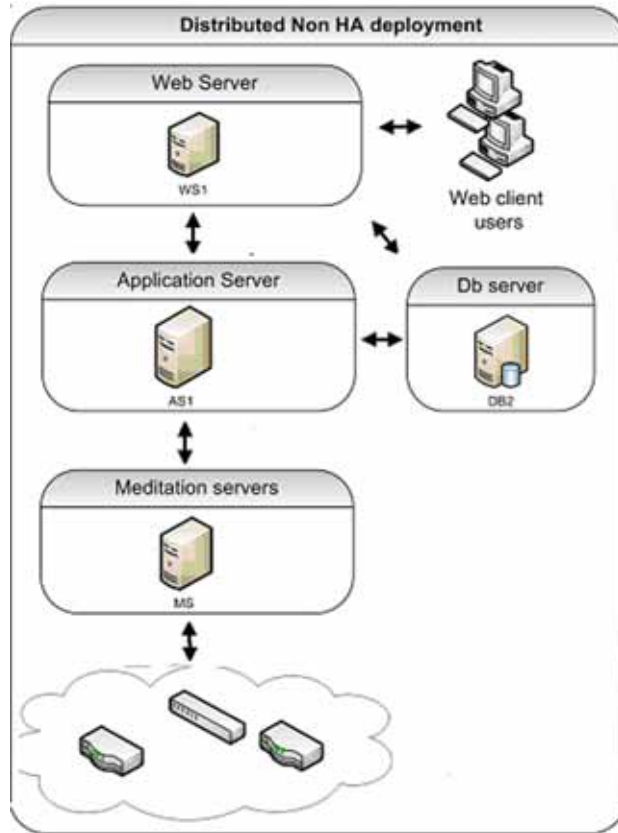 Distributed Non HA deployment
Web Server
WS1
Web client
users
Application Server
AS1
Db server
DB2
Meditation servers
MS